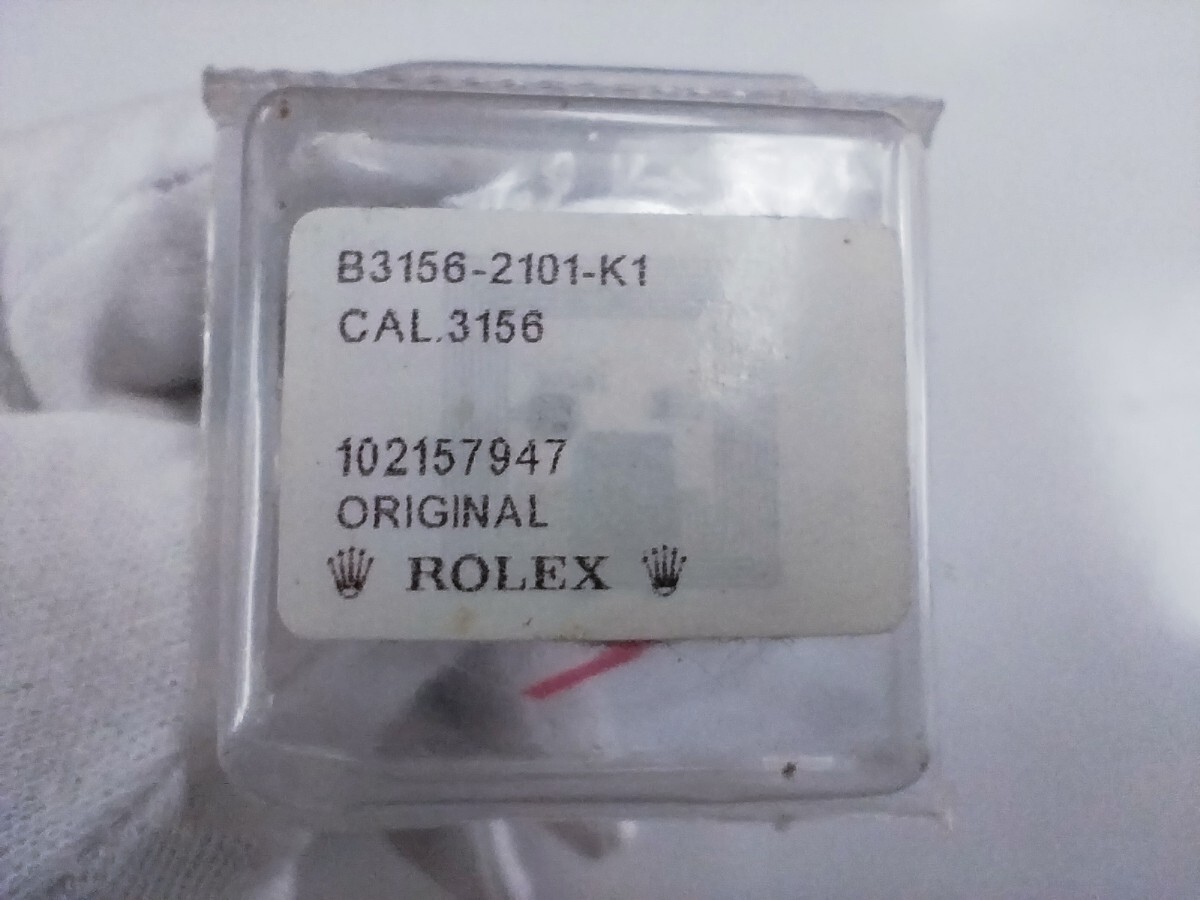 B3156-2101-K1
CAL.3156
102157947
ORIGINAL
ROLEX